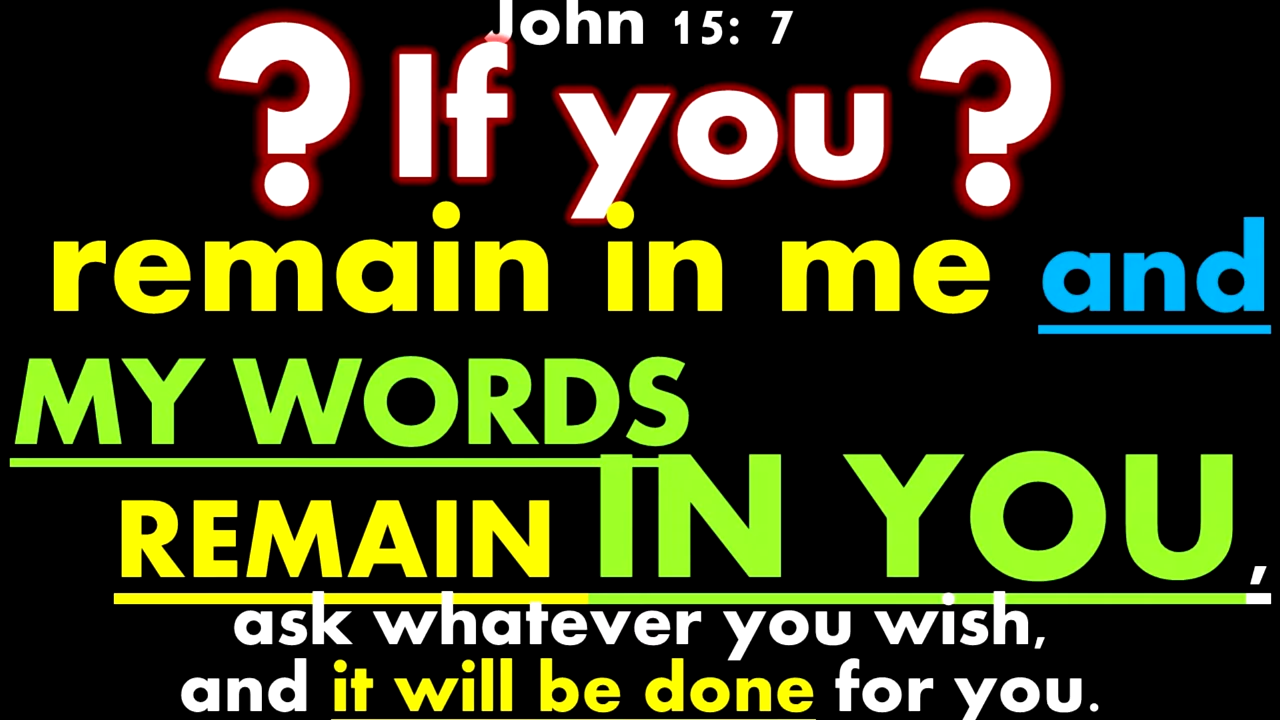 John 15: 7
? If you ?
remain in me and
MY WORDS
REMAIN IN YOU,
ask whatever you wish,
and it will be done for you.